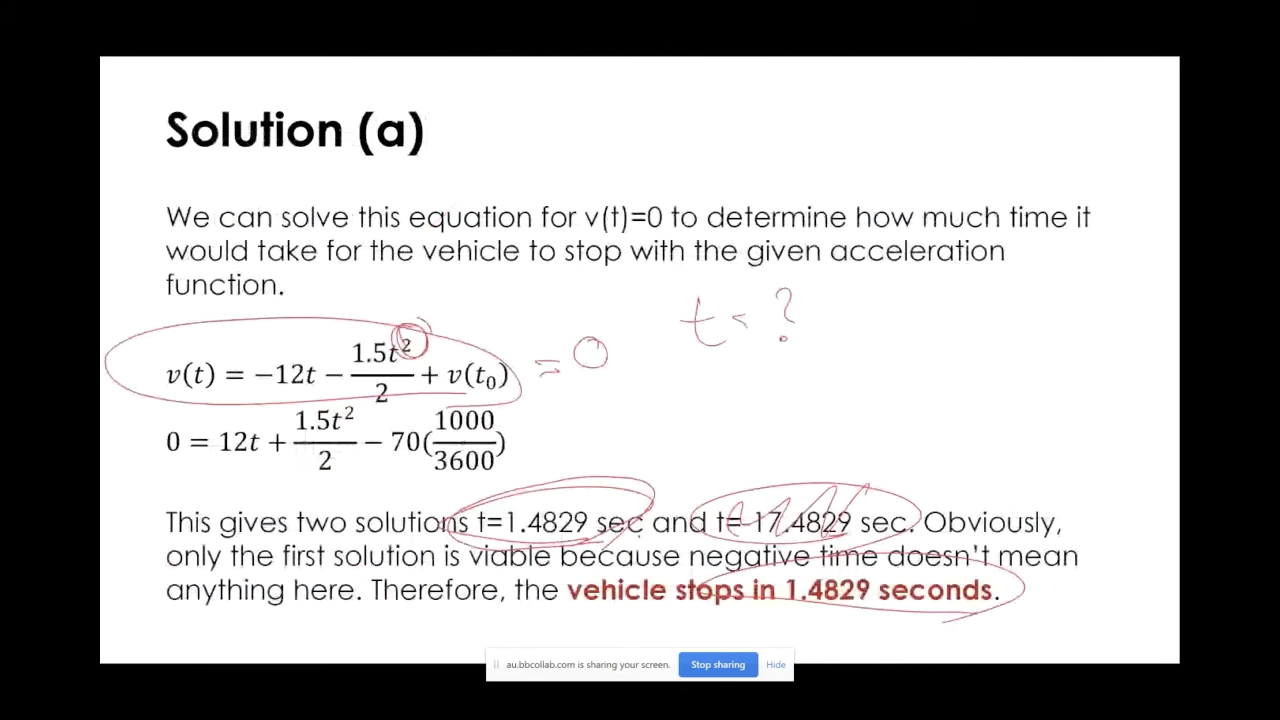 Solution (a)
We can solve this equation for v(t)=0 to determine how much time it
would take for the vehicle to stop with the given acceleration
function.
t = ?
v(t) = −12t − 1.5t²/2 + v(t₀) = 0
0 = 12t + 1.5t²/2 − 70(1000/3600)
This gives two solutions t=1.4829 sec and t=-17.4829 sec. Obviously,
only the first solution is viable because negative time doesn't mean
anything here. Therefore, the vehicle stops in 1.4829 seconds.
au.bbcollab.com is sharing your screen. Stop sharing Hide